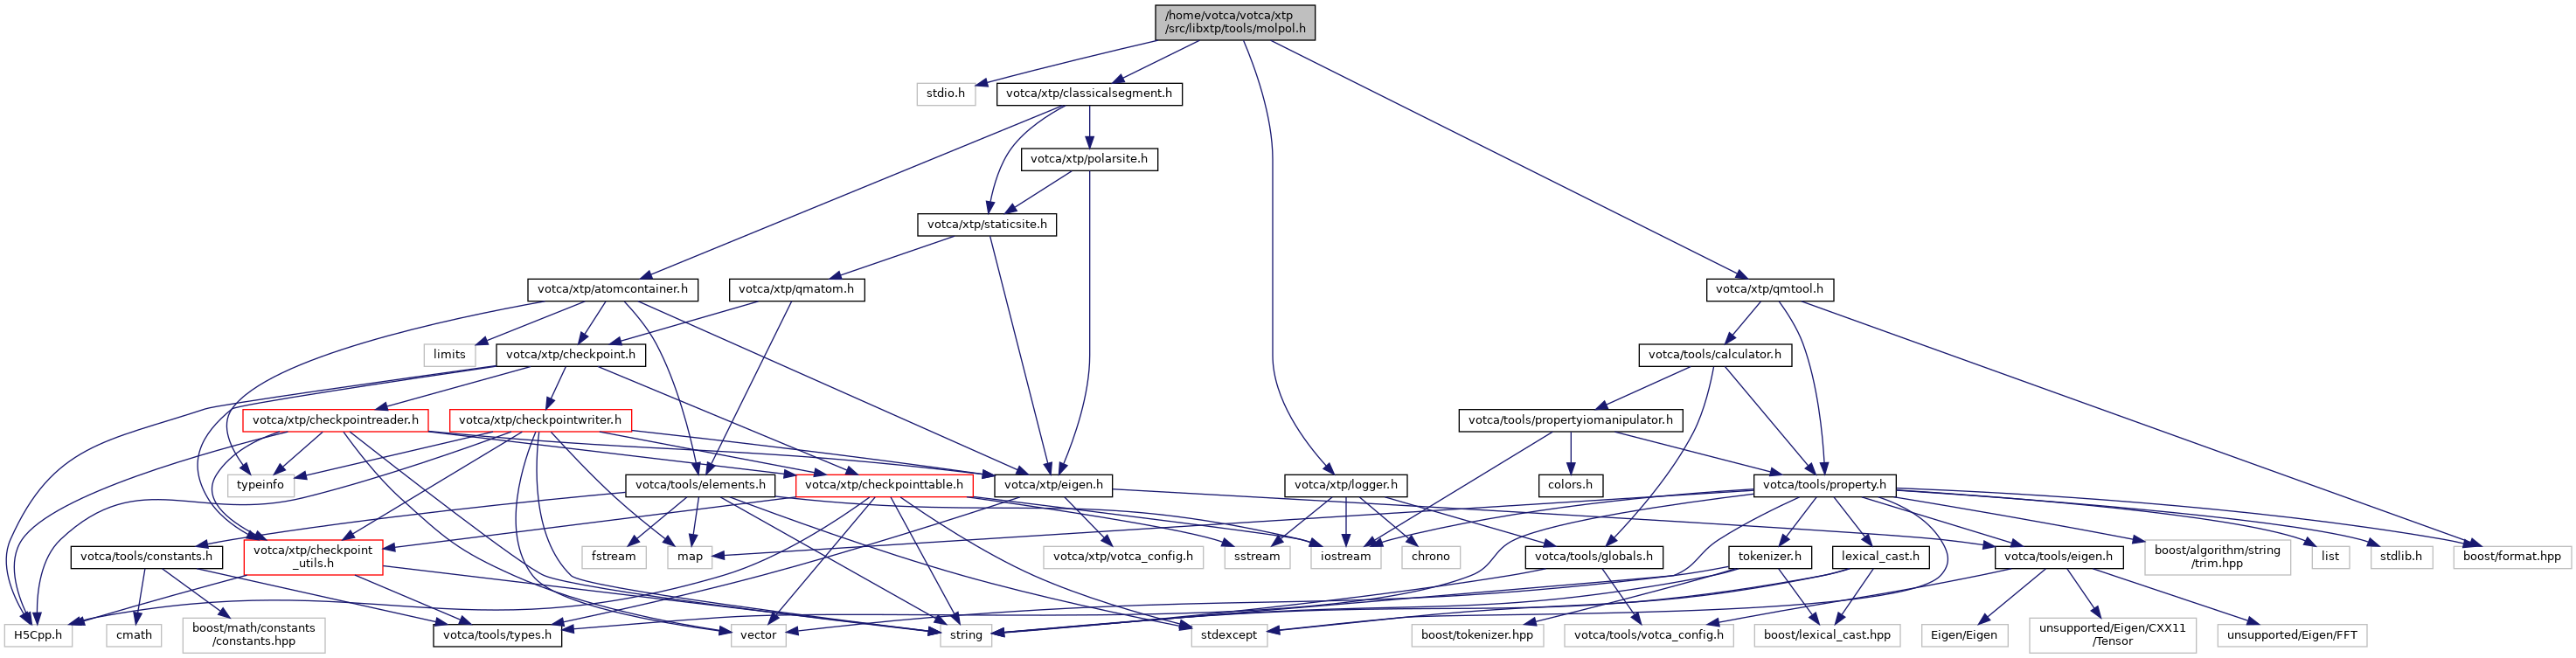 /home/votca/votca/xtp
/src/libxtp/tools/molpol.h
stdio.h
votca/xtp/classicalsegment.h
votca/xtp/polarsite.h
votca/xtp/staticsite.h
votca/xtp/atomcontainer.h
votca/xtp/qmatom.h
votca/xtp/qmtool.h
limits
votca/xtp/checkpoint.h
votca/tools/calculator.h
votca/xtp/checkpointreader.h
votca/xtp/checkpointwriter.h
votca/tools/propertyiomanipulator.h
typeinfo
votca/tools/elements.h
votca/xtp/checkpointtable.h
votca/xtp/eigen.h
votca/xtp/logger.h
colors.h
votca/tools/property.h
votca/tools/constants.h
votca/xtp/checkpoint
_utils.h
fstream
map
votca/xtp/votca_config.h
sstream
iostream
chrono
votca/tools/globals.h
tokenizer.h
lexical_cast.h
votca/tools/eigen.h
boost/algorithm/string
/trim.hpp
list
stdlib.h
boost/format.hpp
H5Cpp.h
cmath
boost/math/constants
/constants.hpp
votca/tools/types.h
vector
string
stdexcept
boost/tokenizer.hpp
votca/tools/votca_config.h
boost/lexical_cast.hpp
Eigen/Eigen
unsupported/Eigen/CXX11
/Tensor
unsupported/Eigen/FFT